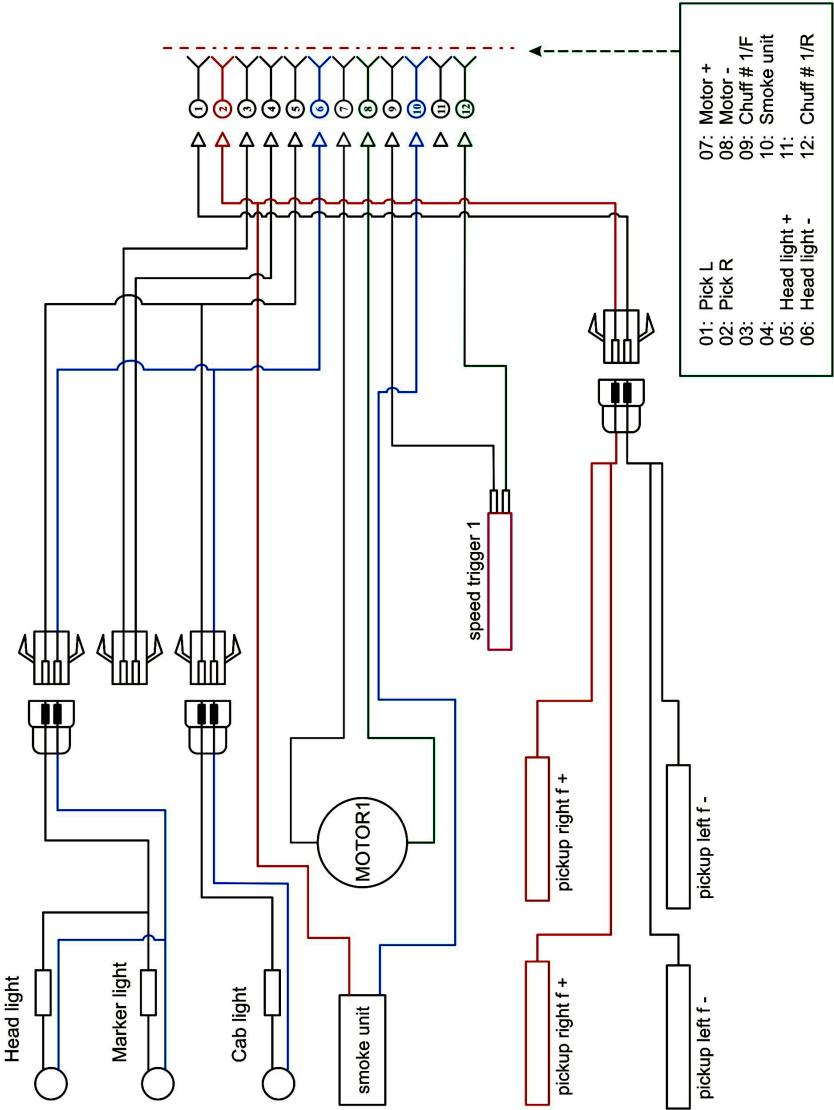 1
2
3
4
5
6
7
8
9
10
11
12
01: Pick L
02: Pick R
03:
04:
05: Head light +
06: Head light -
07: Motor +
08: Motor -
09: Chuff # 1/F
10: Smoke unit
11:
12: Chuff # 1/R
Head light
Marker light
Cab light
smoke unit
MOTOR1
speed trigger 1
pickup right f +
pickup right f +
pickup left f -
pickup left f -